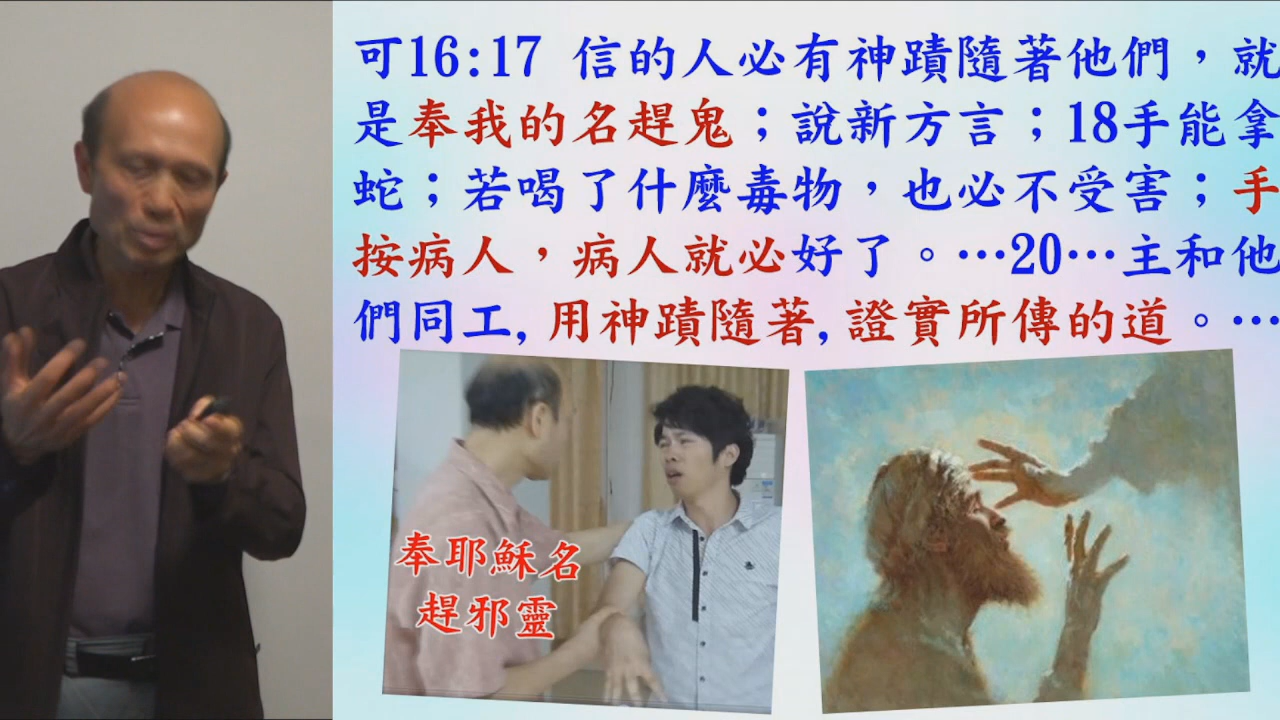 可16:17 信的人必有神蹟隨著他們，就
是奉我的名趕鬼；說新方言；18手能拿
蛇；若喝了什麼毒物，也必不受害；手
按病人，病人就必好了。…20…主和他
們同工,用神蹟隨著,證實所傳的道。…
奉耶穌名
趕邪靈